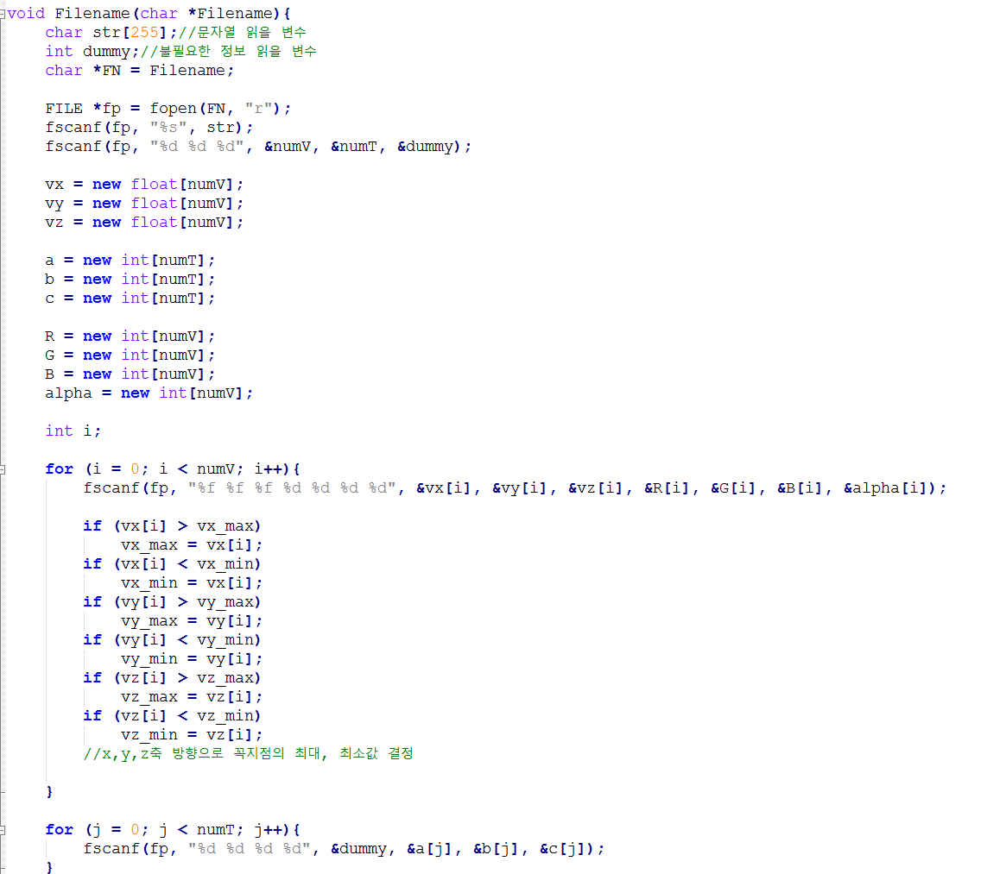 void Filename(char *Filename){
char str[255];//문자열 읽을 변수
int dummy;//불필요한 정보 읽을 변수
char *FN = Filename;
FILE *fp = fopen(FN, "r");
fscanf(fp, "%s", str);
fscanf(fp, "%d %d %d", &numV, &numT, &dummy);
vx = new float[numV];
vy = new float[numV];
vz = new float[numV];
a = new int[numT];
b = new int[numT];
c = new int[numT];
R = new int[numV];
G = new int[numV];
B = new int[numV];
alpha = new int[numV];
int i;
for (i = 0; i < numV; i++){
fscanf(fp, "%f %f %f %d %d %d %d", &vx[i], &vy[i], &vz[i], &R[i], &G[i], &B[i], &alpha[i]);
if (vx[i] > vx_max)
vx_max = vx[i];
if (vx[i] < vx_min)
vx_min = vx[i];
if (vy[i] > vy_max)
vy_max = vy[i];
if (vy[i] < vy_min)
vy_min = vy[i];
if (vz[i] > vz_max)
vz_max = vz[i];
if (vz[i] < vz_min)
vz_min = vz[i];
//x,y,z축 방향으로 꼭지점의 최대, 최소값 결정
}
for (j = 0; j < numT; j++){
fscanf(fp, "%d %d %d %d", &dummy, &a[j], &b[j], &c[j]);
}